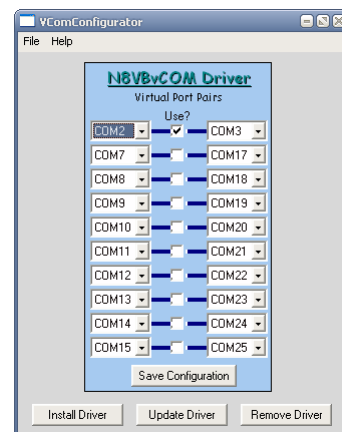 VComConfigurator
File Help
N8VBvCOM Driver
Virtual Port Pairs
Use?
COM2 COM3
COM7 COM17
COM8 COM18
COM9 COM19
COM10 COM20
COM11 COM21
COM12 COM22
COM13 COM23
COM14 COM24
COM15 COM25
Save Configuration
Install Driver Update Driver Remove Driver